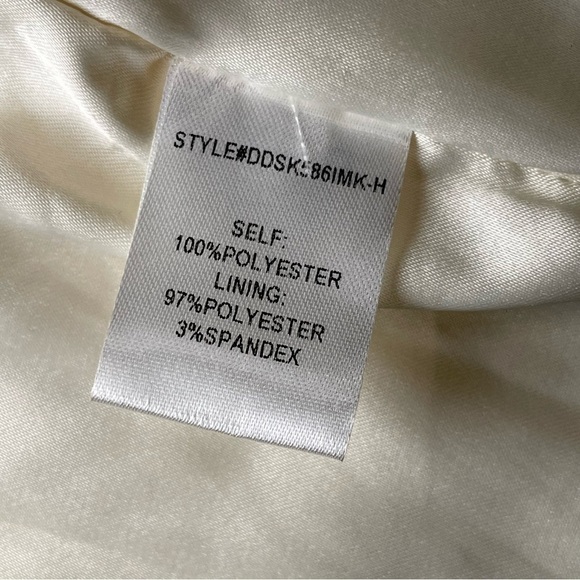 STYLE#DDSK586IMK-H
SELF:
100%POLYESTER
LINING:
97%POLYESTER
3%SPANDEX